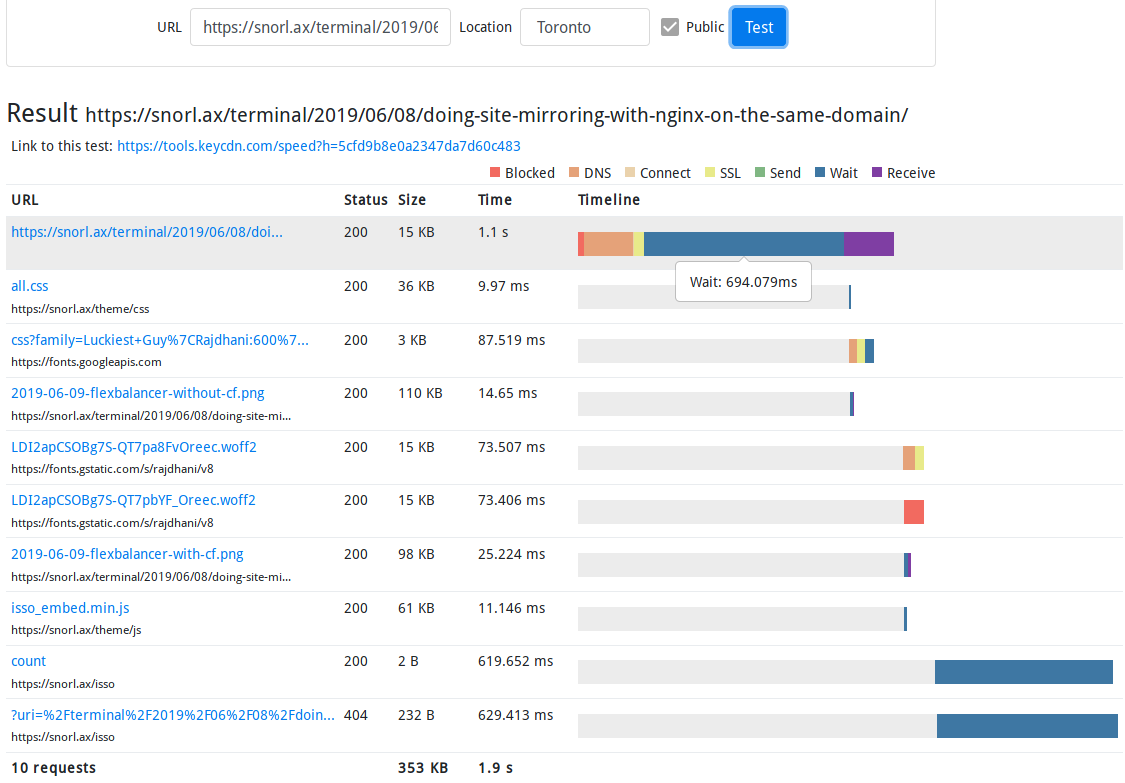 URL https://snorl.ax/terminal/2019/06 Location Toronto Public Test
Result https://snorl.ax/terminal/2019/06/08/doing-site-mirroring-with-nginx-on-the-same-domain/
Link to this test: https://tools.keycdn.com/speed?h=5cfd9b8e0a2347da7d60c483
Blocked DNS Connect SSL Send Wait Receive
URL Status Size Time Timeline
https://snorl.ax/terminal/2019/06/08/doi... 200 15 KB 1.1 s
Wait: 694.079ms
all.css 200 36 KB 9.97 ms
https://snorl.ax/theme/css
css?family=Luckiest+Guy%7CRajdhani:600%7... 200 3 KB 87.519 ms
https://fonts.googleapis.com
2019-06-09-flexbalancer-without-cf.png 200 110 KB 14.65 ms
https://snorl.ax/terminal/2019/06/08/doing-site-mi...
LDI2apCSOBg7S-QT7pa8FvOreec.woff2 200 15 KB 73.507 ms
https://fonts.gstatic.com/s/rajdhani/v8
LDI2apCSOBg7S-QT7pbYF_Oreec.woff2 200 15 KB 73.406 ms
https://fonts.gstatic.com/s/rajdhani/v8
2019-06-09-flexbalancer-with-cf.png 200 98 KB 25.224 ms
https://snorl.ax/terminal/2019/06/08/doing-site-mi...
isso_embed.min.js 200 61 KB 11.146 ms
https://snorl.ax/theme/js
count 200 2 B 619.652 ms
https://snorl.ax/isso
?uri=%2Fterminal%2F2019%2F06%2F08%2Fdoin... 404 232 B 629.413 ms
https://snorl.ax/isso
10 requests 353 KB 1.9 s